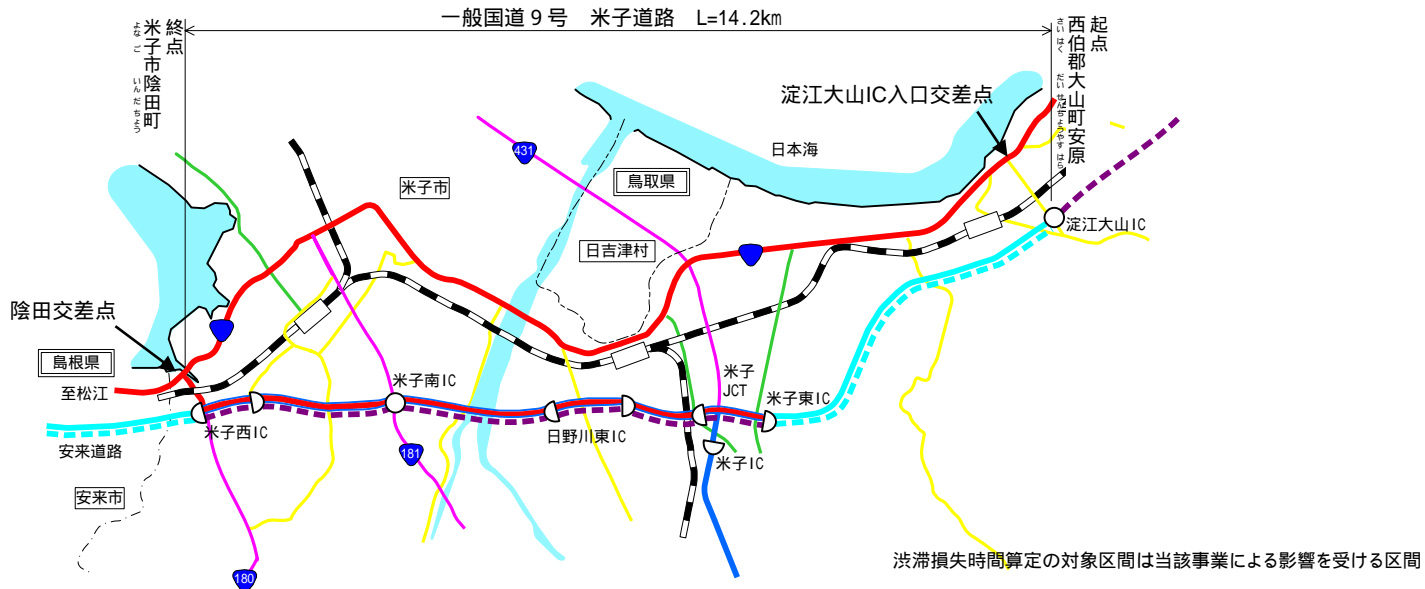 一般国道９号　米子道路　L=14.2km
終点
米子市陰田町
よなご いんだちょう
起点
西伯郡大山町安原
さいはく だいせんちょうやすはら
淀江大山IC入口交差点
431
日本海
鳥取県
米子市
日吉津村
淀江大山IC
陰田交差点
島根県
至松江
米子南IC
米子
JCT
米子東IC
米子西IC
日野川東IC
安来道路
181
米子IC
安来市
180
渋滞損失時間算定の対象区間は当該事業による影響を受ける区間